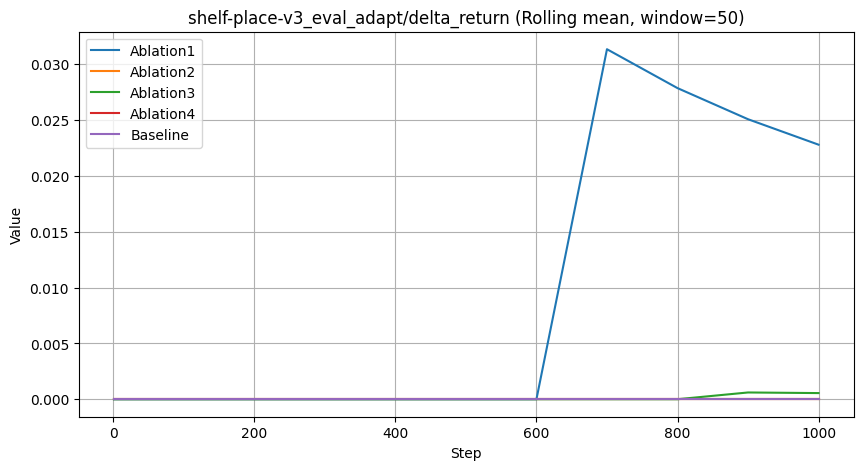 shelf-place-v3_eval_adapt/delta_return (Rolling mean, window=50)
Ablation1
Ablation2
Ablation3
Ablation4
Baseline
0.030
0.025
0.020
0.015
0.010
0.005
0.000
Value
0 200 400 600 800 1000
Step